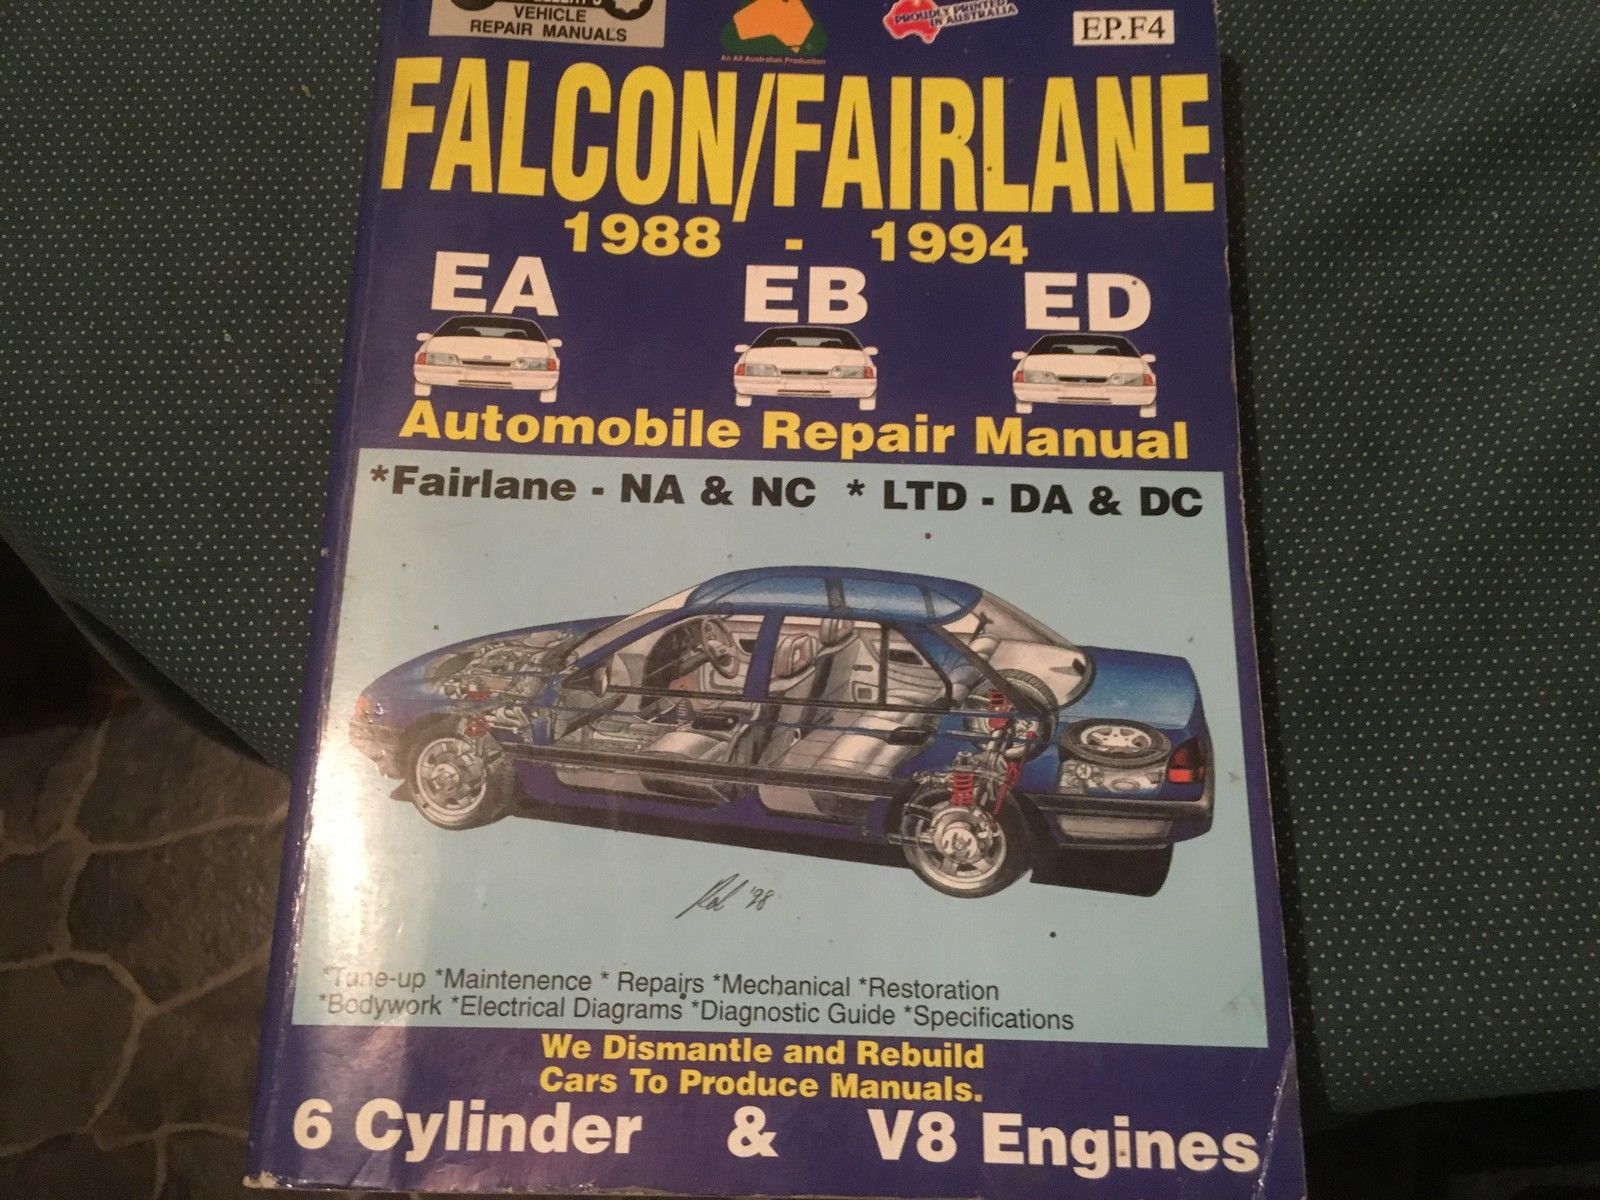 VEHICLE
REPAIR MANUALS
An All Australian Production
PROUDLY PRINTED
IN AUSTRALIA
EP.F4
FALCON/FAIRLANE
1988 - 1994
EA EB ED
Automobile Repair Manual
*Fairlane - NA & NC * LTD - DA & DC
'98
*Tune-up *Maintenence * Repairs *Mechanical *Restoration
*Bodywork *Electrical Diagrams *Diagnostic Guide *Specifications
We Dismantle and Rebuild
Cars To Produce Manuals.
6 Cylinder & V8 Engines